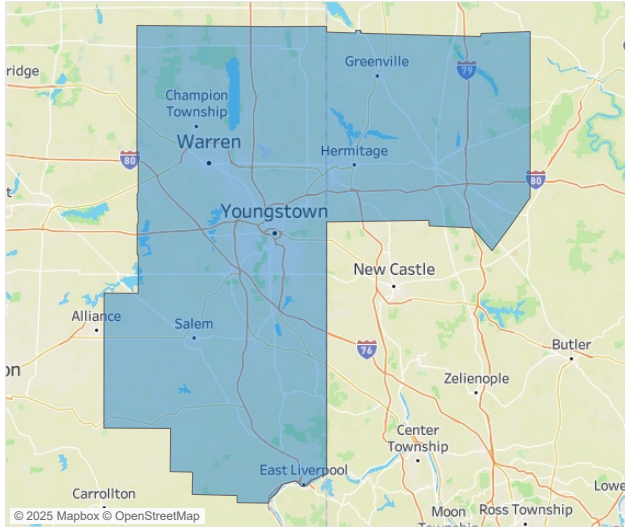 ridge
Greenville
79
Champion
Township
Warren
Hermitage
80
80
t
Youngstown
New Castle
Alliance
Salem
76
Butler
on
Zelienople
Center
Township
East Liverpool
Carrollton
Lowe
Moon
Township
Ross Township
© 2025 Mapbox © OpenStreetMap